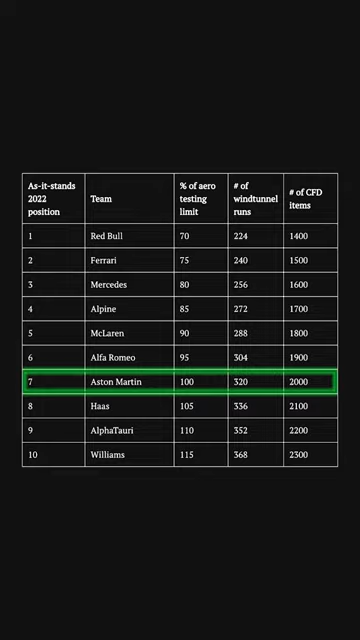 As-it-stands 2022 position | Team | % of aero testing limit | # of windtunnel runs | # of CFD items
1 | Red Bull | 70 | 224 | 1400
2 | Ferrari | 75 | 240 | 1500
3 | Mercedes | 80 | 256 | 1600
4 | Alpine | 85 | 272 | 1700
5 | McLaren | 90 | 288 | 1800
6 | Alfa Romeo | 95 | 304 | 1900
7 | Aston Martin | 100 | 320 | 2000
8 | Haas | 105 | 336 | 2100
9 | AlphaTauri | 110 | 352 | 2200
10 | Williams | 115 | 368 | 2300